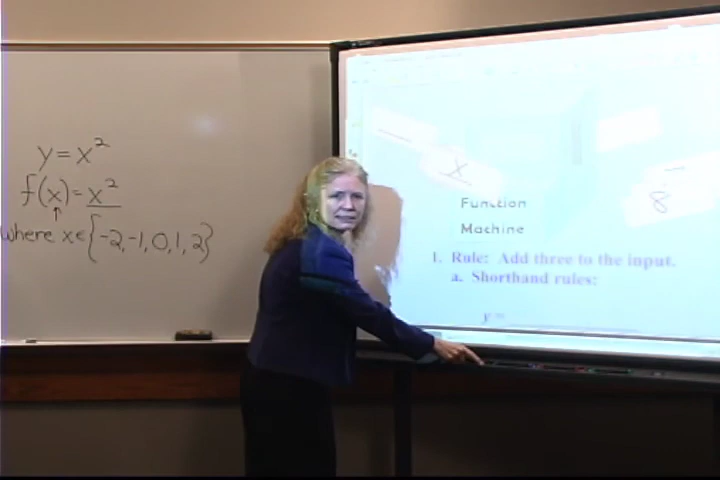 y = x²
f(x) = x²
↑
where x ∈ {-2, -1, 0, 1, 2}
x
8
Function
Machine
1. Rule: Add three to the input.
a. Shorthand rules:
y =